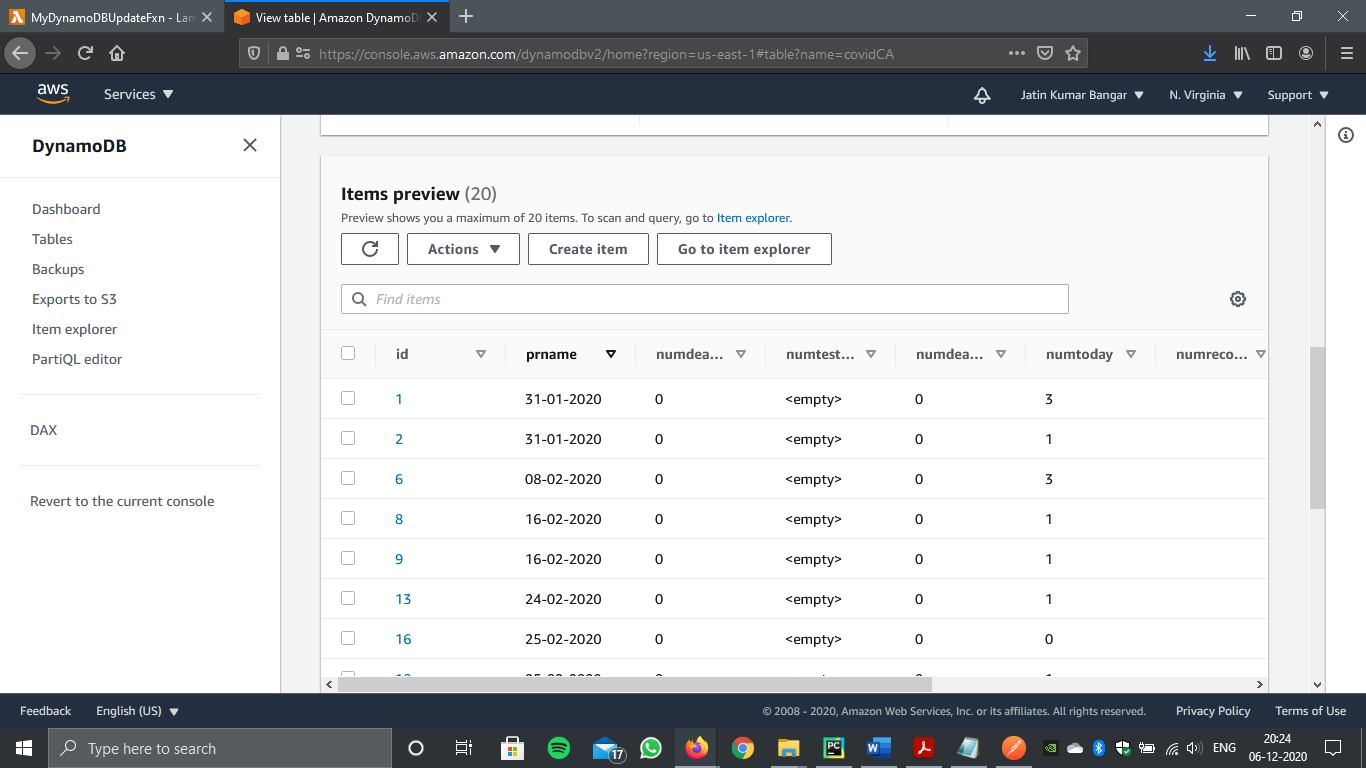 MyDynamoDBUpdateFxn - Lan
View table | Amazon DynamoD
https://console.aws.amazon.com/dynamodbv2/home?region=us-east-1#table?name=covidCA
aws
Services
Jatin Kumar Bangar
N. Virginia
Support
DynamoDB
Dashboard
Tables
Backups
Exports to S3
Item explorer
PartiQL editor
DAX
Revert to the current console
Items preview (20)
Preview shows you a maximum of 20 items. To scan and query, go to Item explorer.
Actions
Create item
Go to item explorer
Find items
id prname numdea... numtest... numdea... numtoday numreco...
1 31-01-2020 0 <empty> 0 3
2 31-01-2020 0 <empty> 0 1
6 08-02-2020 0 <empty> 0 3
8 16-02-2020 0 <empty> 0 1
9 16-02-2020 0 <empty> 0 1
13 24-02-2020 0 <empty> 0 1
16 25-02-2020 0 <empty> 0 0
Feedback
English (US)
© 2008 - 2020, Amazon Web Services, Inc. or its affiliates. All rights reserved.
Privacy Policy
Terms of Use
Type here to search
17
ENG
20:24
06-12-2020